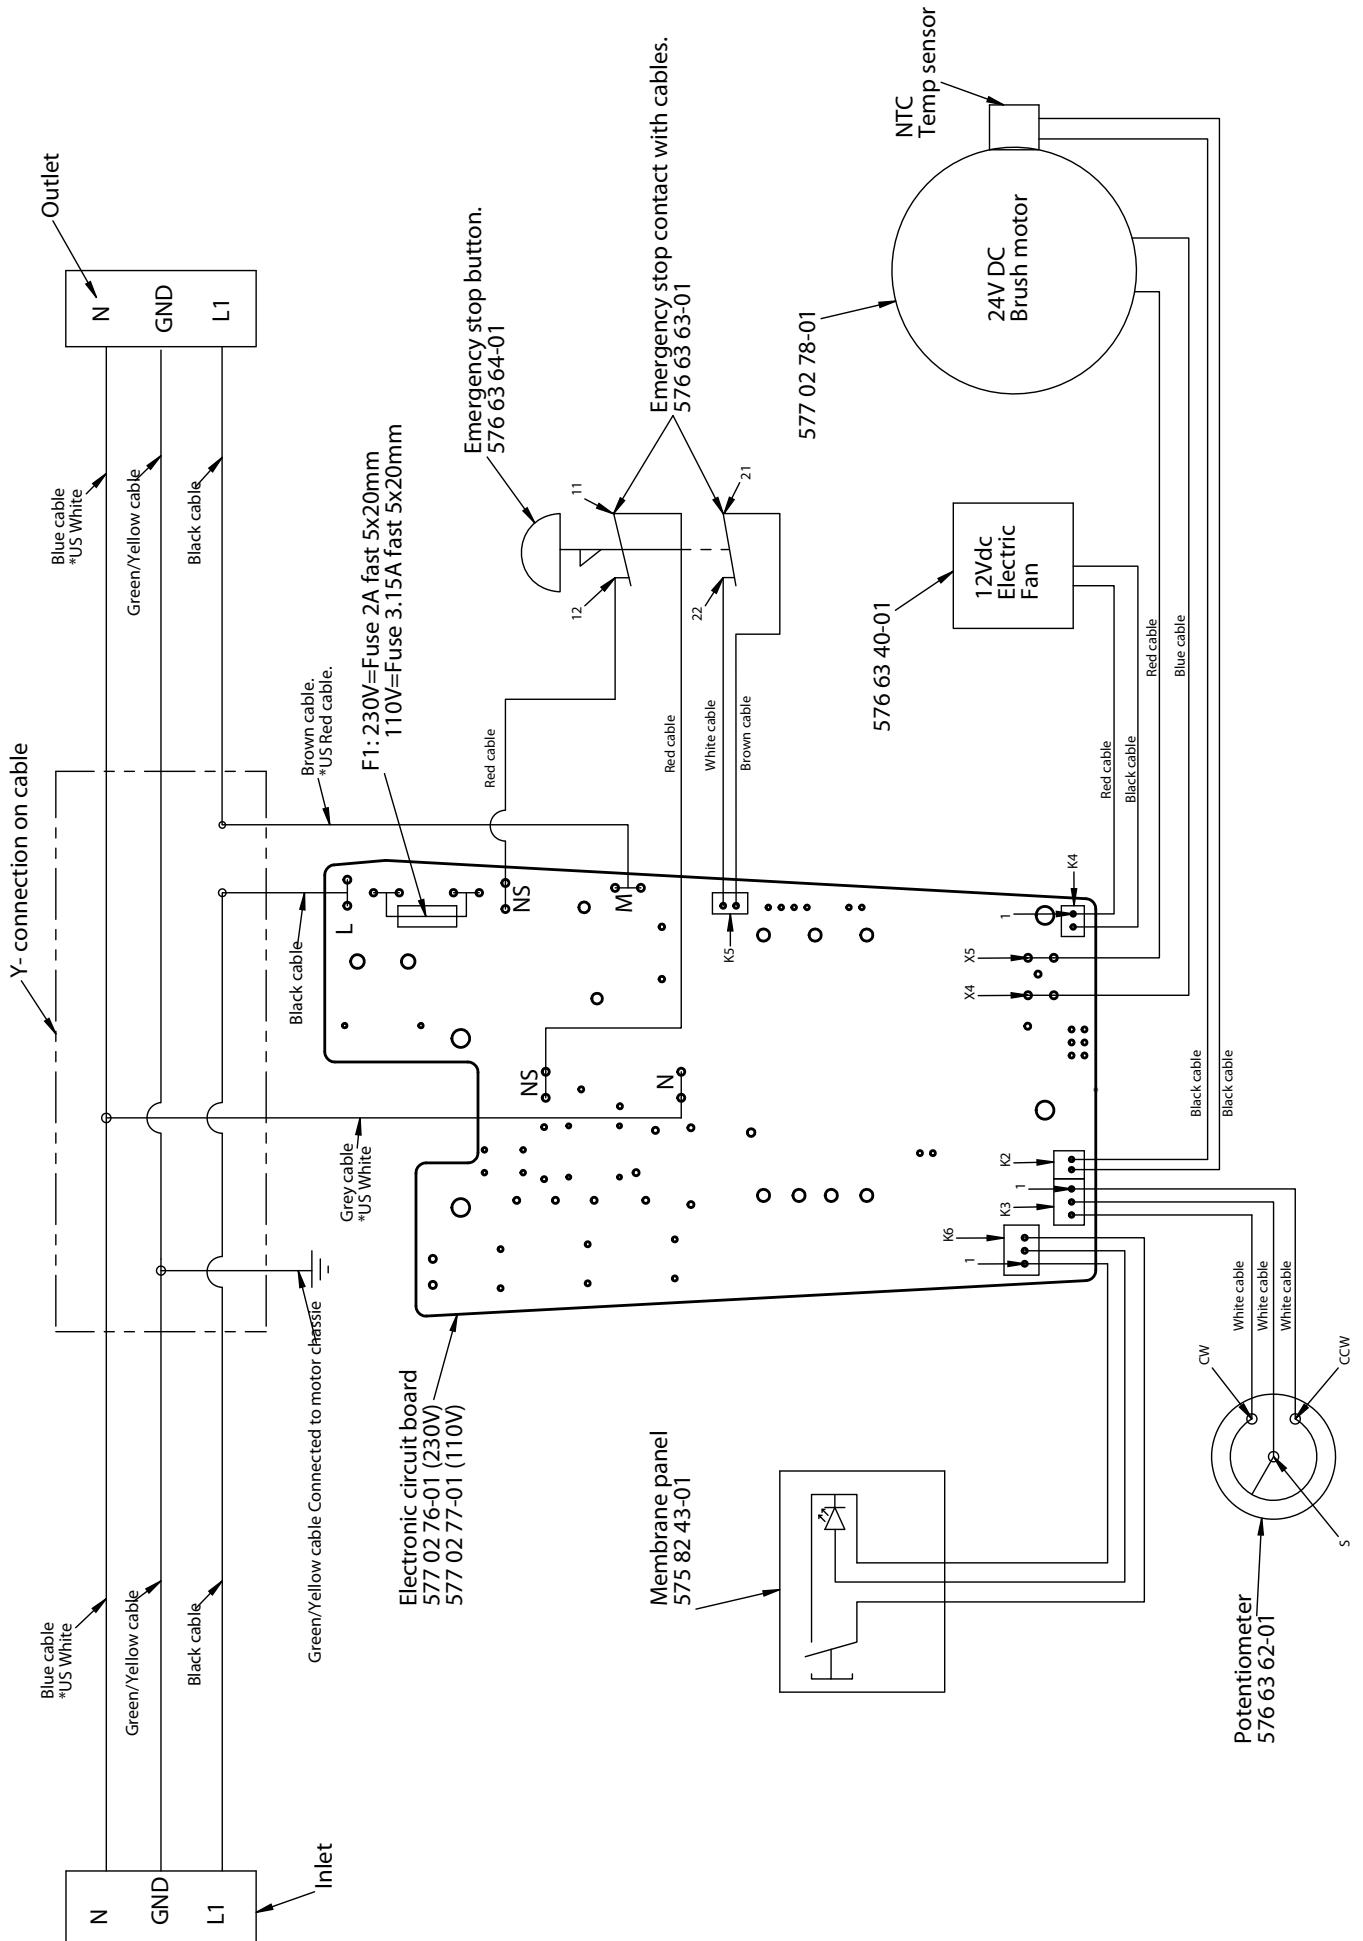 Y- connection on cable
Inlet
N
GND
L1
Blue cable
*US White
Green/Yellow cable
Black cable
Green/Yellow cable Connected to motor chassie
Blue cable
*US White
Green/Yellow cable
Black cable
Outlet
N
GND
L1
Grey cable
*US White
Black cable
Brown cable.
*US Red cable.
F1: 230V=Fuse 2A fast 5x20mm
110V=Fuse 3.15A fast 5x20mm
Emergency stop button.
576 63 64-01
Emergency stop contact with cables.
576 63 63-01
11
12
21
22
Red cable
Red cable
White cable
Brown cable
L
NS
M
NS
N
K5
Electronic circuit board
577 02 76-01 (230V)
577 02 77-01 (110V)
Membrane panel
575 82 43-01
Potentiometer
576 63 62-01
CW
CCW
S
White cable
White cable
White cable
1
K6
K3
1
K2
X4
X5
1
K4
Black cable
Black cable
Red cable
Black cable
Red cable
Blue cable
576 63 40-01
12Vdc
Electric
Fan
577 02 78-01
24V DC
Brush motor
NTC
Temp sensor